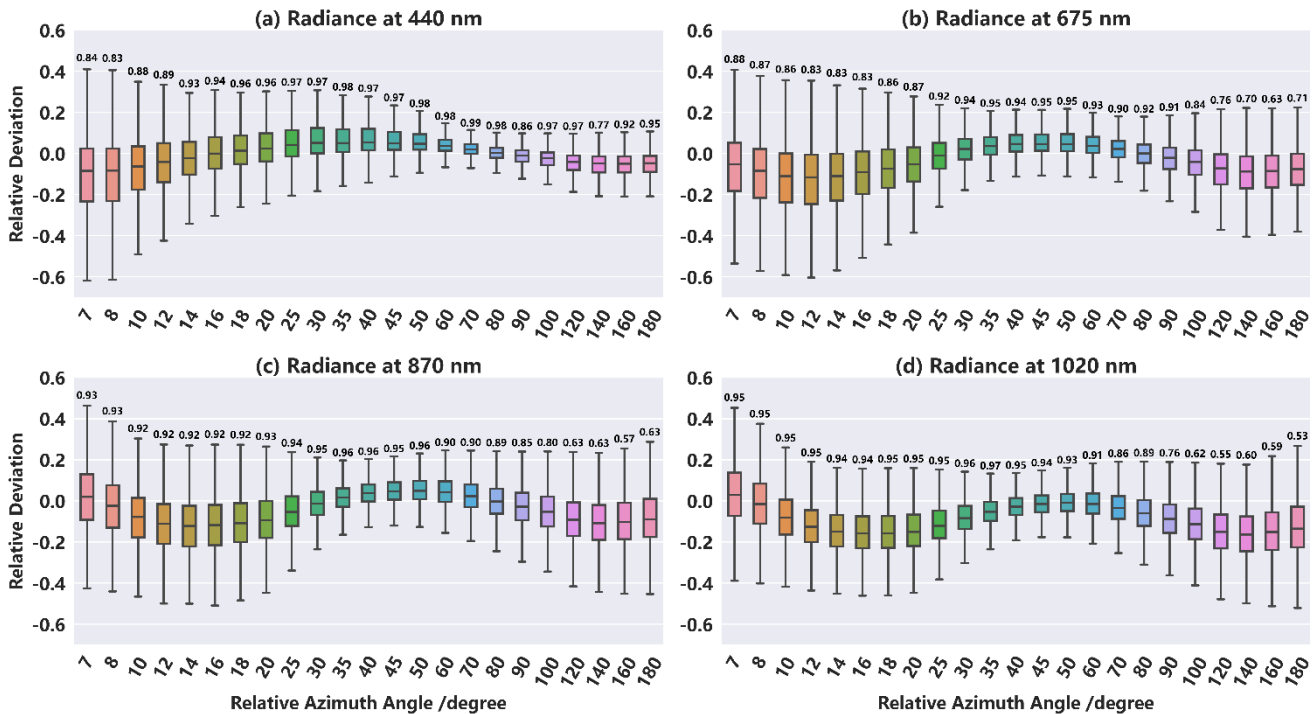 (a) Radiance at 440 nm
0.6
0.4
0.2
0.0
-0.2
-0.4
-0.6
Relative Deviation
0.84 0.83 0.88 0.89 0.93 0.94 0.96 0.96 0.97 0.97 0.98 0.97 0.97 0.98 0.98 0.99 0.98 0.86 0.97 0.97 0.77 0.92 0.95
7 8 10 12 14 16 18 20 25 30 35 40 45 50 60 70 80 90 100 120 140 160 180
(b) Radiance at 675 nm
0.6
0.4
0.2
0.0
-0.2
-0.4
-0.6
0.88 0.87 0.86 0.83 0.83 0.83 0.86 0.87 0.92 0.94 0.95 0.94 0.95 0.95 0.93 0.90 0.92 0.91 0.84 0.76 0.70 0.63 0.71
7 8 10 12 14 16 18 20 25 30 35 40 45 50 60 70 80 90 100 120 140 160 180
(c) Radiance at 870 nm
0.6
0.4
0.2
0.0
-0.2
-0.4
-0.6
Relative Deviation
0.93 0.93 0.92 0.92 0.92 0.92 0.92 0.93 0.94 0.95 0.96 0.96 0.95 0.96 0.90 0.90 0.89 0.85 0.80 0.63 0.63 0.57 0.63
7 8 10 12 14 16 18 20 25 30 35 40 45 50 60 70 80 90 100 120 140 160 180
Relative Azimuth Angle /degree
(d) Radiance at 1020 nm
0.6
0.4
0.2
0.0
-0.2
-0.4
-0.6
0.95 0.95 0.95 0.95 0.94 0.94 0.95 0.95 0.95 0.96 0.97 0.95 0.94 0.93 0.91 0.86 0.89 0.76 0.62 0.55 0.60 0.59 0.53
7 8 10 12 14 16 18 20 25 30 35 40 45 50 60 70 80 90 100 120 140 160 180
Relative Azimuth Angle /degree